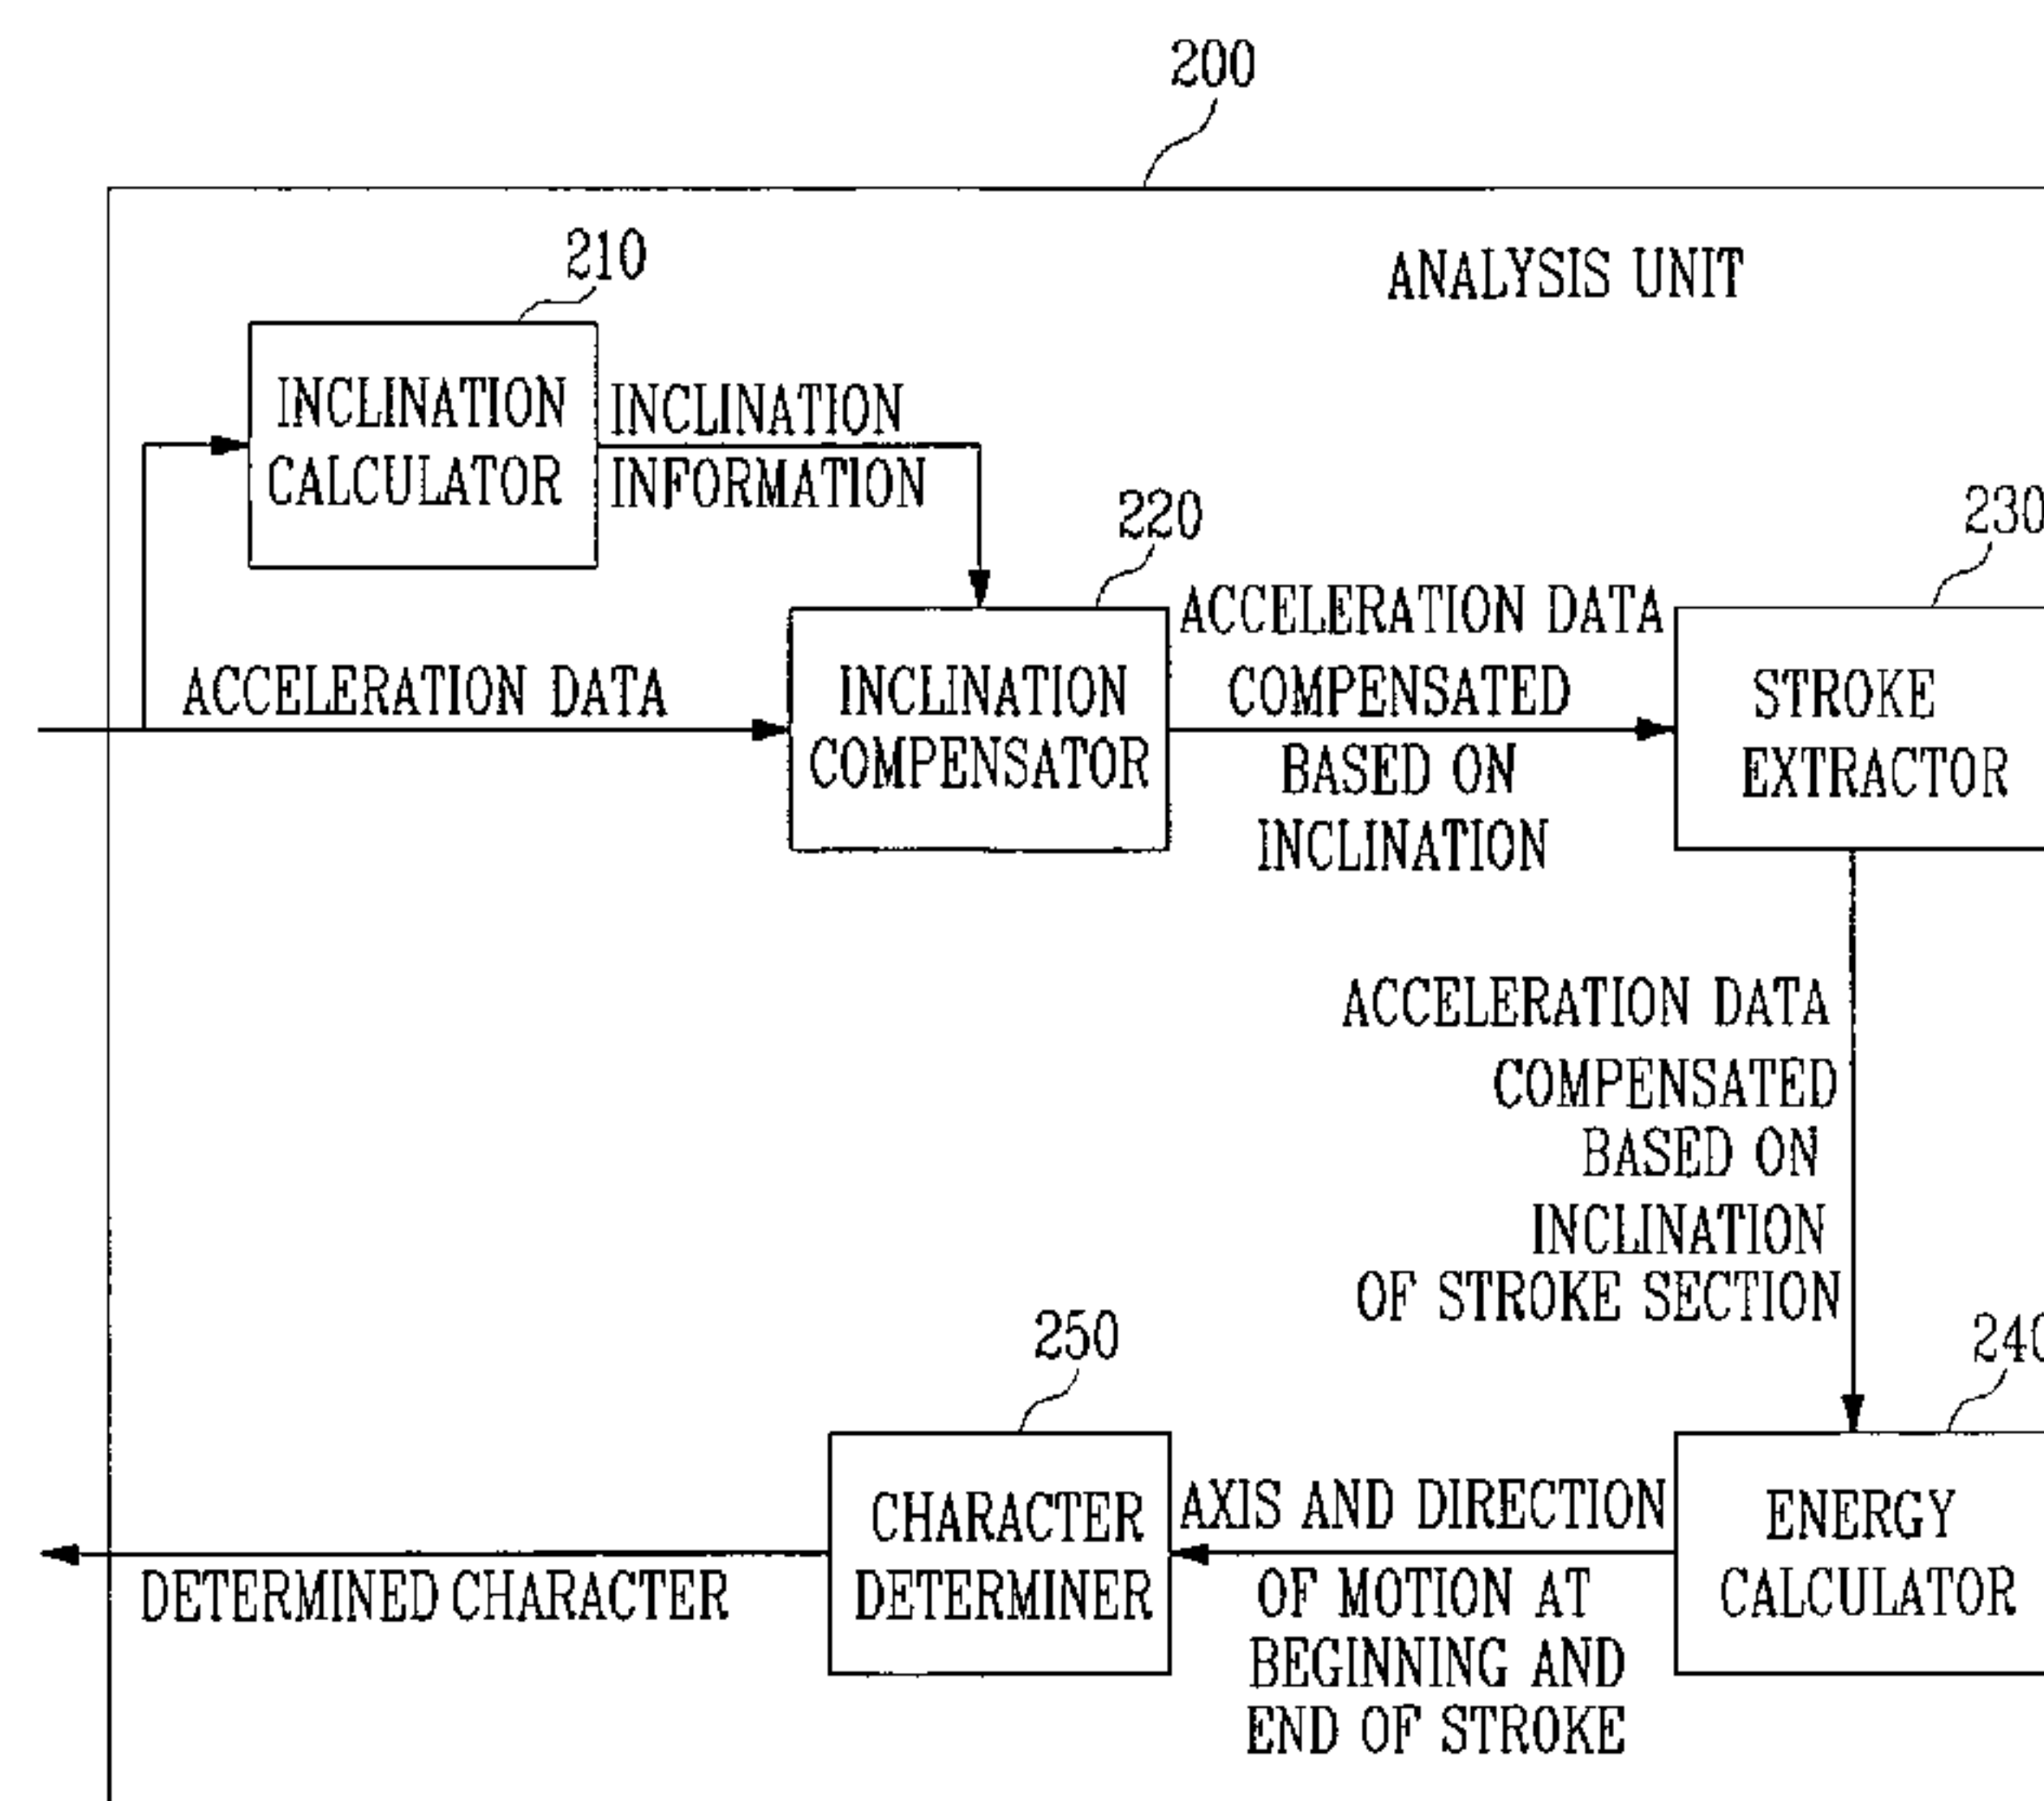 200
ANALYSIS UNIT
210
INCLINATION
CALCULATOR
INCLINATION
INFORMATION
220
INCLINATION
COMPENSATOR
ACCELERATION DATA
ACCELERATION DATA
COMPENSATED
BASED ON
INCLINATION
230
STROKE
EXTRACTOR
ACCELERATION DATA
COMPENSATED
BASED ON
INCLINATION
OF STROKE SECTION
240
ENERGY
CALCULATOR
AXIS AND DIRECTION
OF MOTION AT
BEGINNING AND
END OF STROKE
250
CHARACTER
DETERMINER
DETERMINED CHARACTER